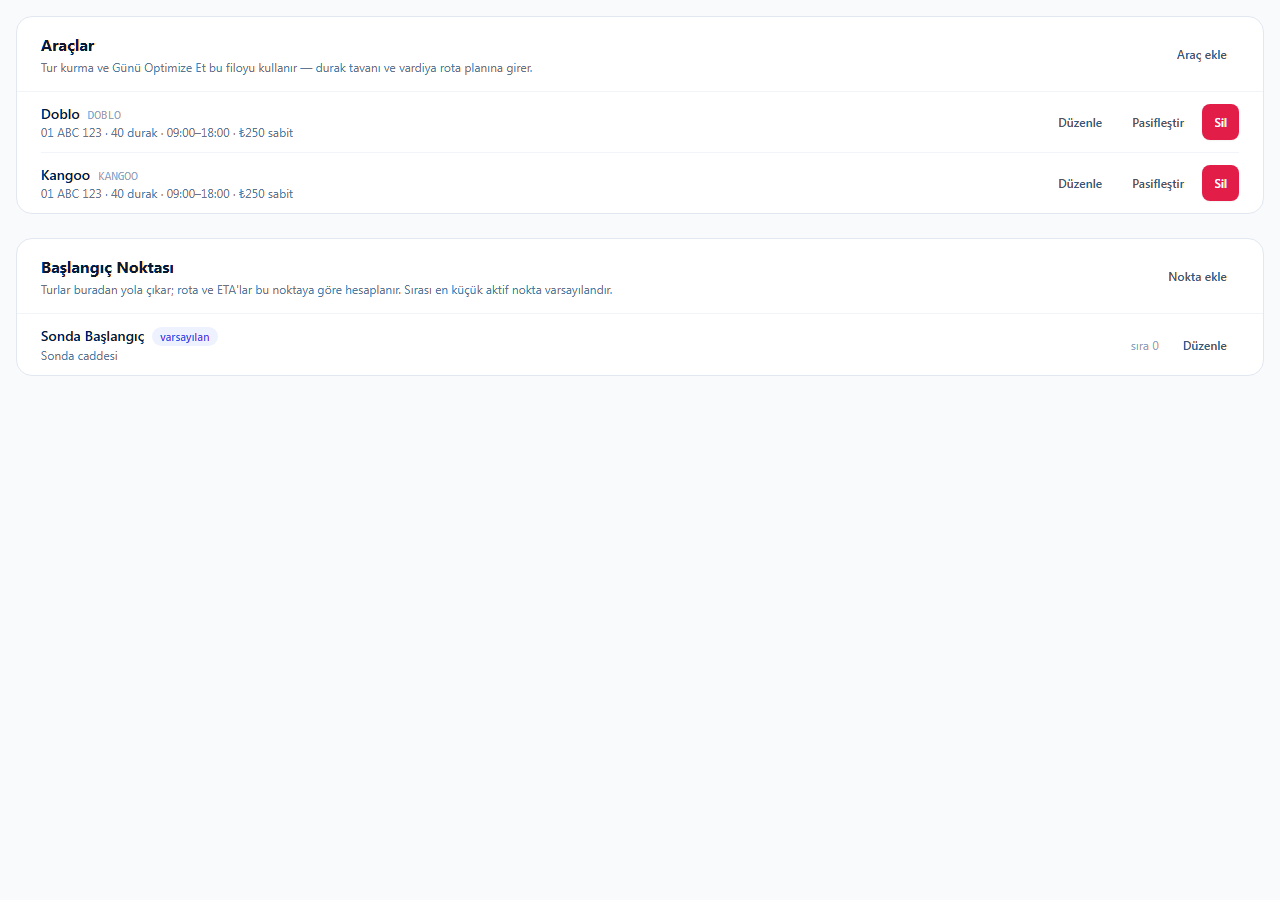 Araçlar
Tur kurma ve Günü Optimize Et bu filoyu kullanır — durak tavanı ve vardiya rota planına girer.
Araç ekle
Doblo DOBLO
01 ABC 123 · 40 durak · 09:00–18:00 · ₺250 sabit
Düzenle Pasifleştir Sil
Kangoo KANGOO
01 ABC 123 · 40 durak · 09:00–18:00 · ₺250 sabit
Düzenle Pasifleştir Sil
Başlangıç Noktası
Turlar buradan yola çıkar; rota ve ETA'lar bu noktaya göre hesaplanır. Sırası en küçük aktif nokta varsayılandır.
Nokta ekle
Sonda Başlangıç varsayılan
Sonda caddesi
sıra 0 Düzenle